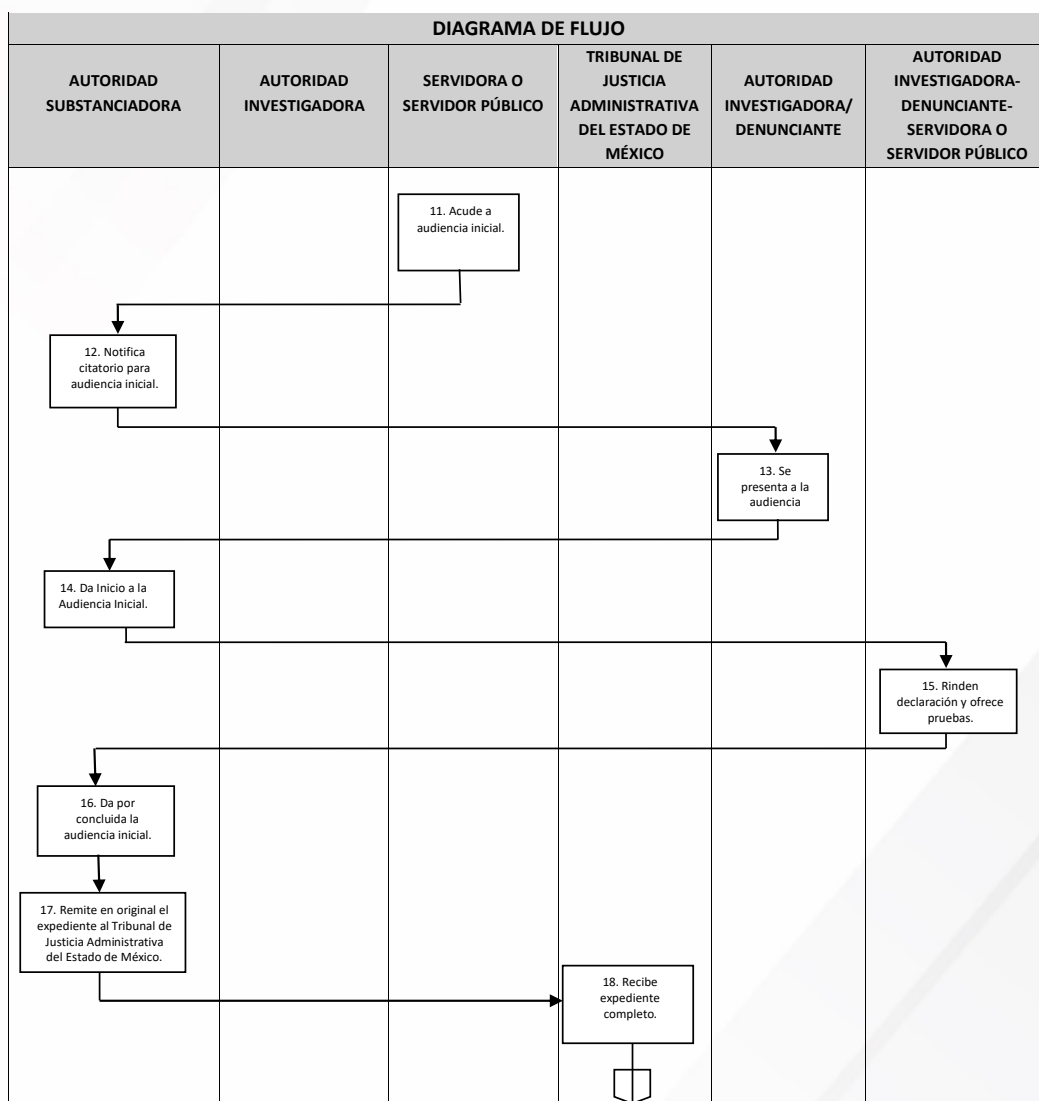 DIAGRAMA DE FLUJO
AUTORIDAD
SUBSTANCIADORA
AUTORIDAD
INVESTIGADORA
SERVIDORA O
SERVIDOR PÚBLICO
TRIBUNAL DE
JUSTICIA
ADMINISTRATIVA
DEL ESTADO DE
MÉXICO
AUTORIDAD
INVESTIGADORA/
DENUNCIANTE
AUTORIDAD
INVESTIGADORA-
DENUNCIANTE-
SERVIDORA O
SERVIDOR PÚBLICO
11. Acude a
audiencia inicial.
12. Notifica
citatorio para
audiencia inicial.
13. Se
presenta a la
audiencia
14. Da Inicio a la
Audiencia Inicial.
15. Rinden
declaración y ofrece
pruebas.
16. Da por
concluida la
audiencia inicial.
17. Remite en original el
expediente al Tribunal de
Justicia Administrativa
del Estado de México.
18. Recibe
expediente
completo.